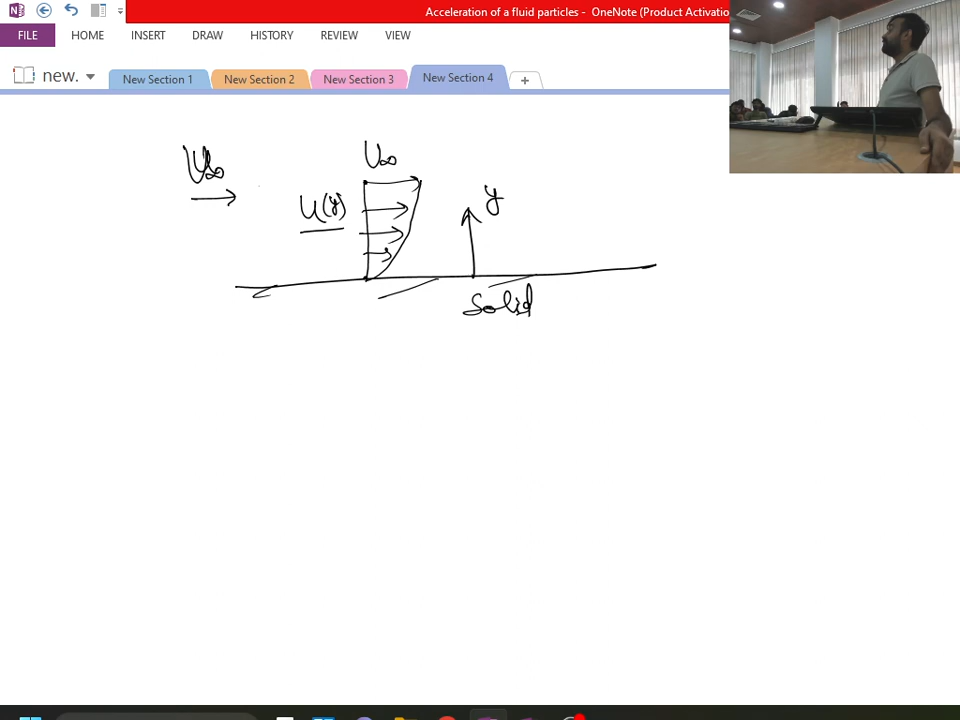 Acceleration of a fluid particles - OneNote (Product Activatio
FILE HOME INSERT DRAW HISTORY REVIEW VIEW
new. New Section 1 New Section 2 New Section 3 New Section 4 +
U∞
U∞
u(y)
y
Solid